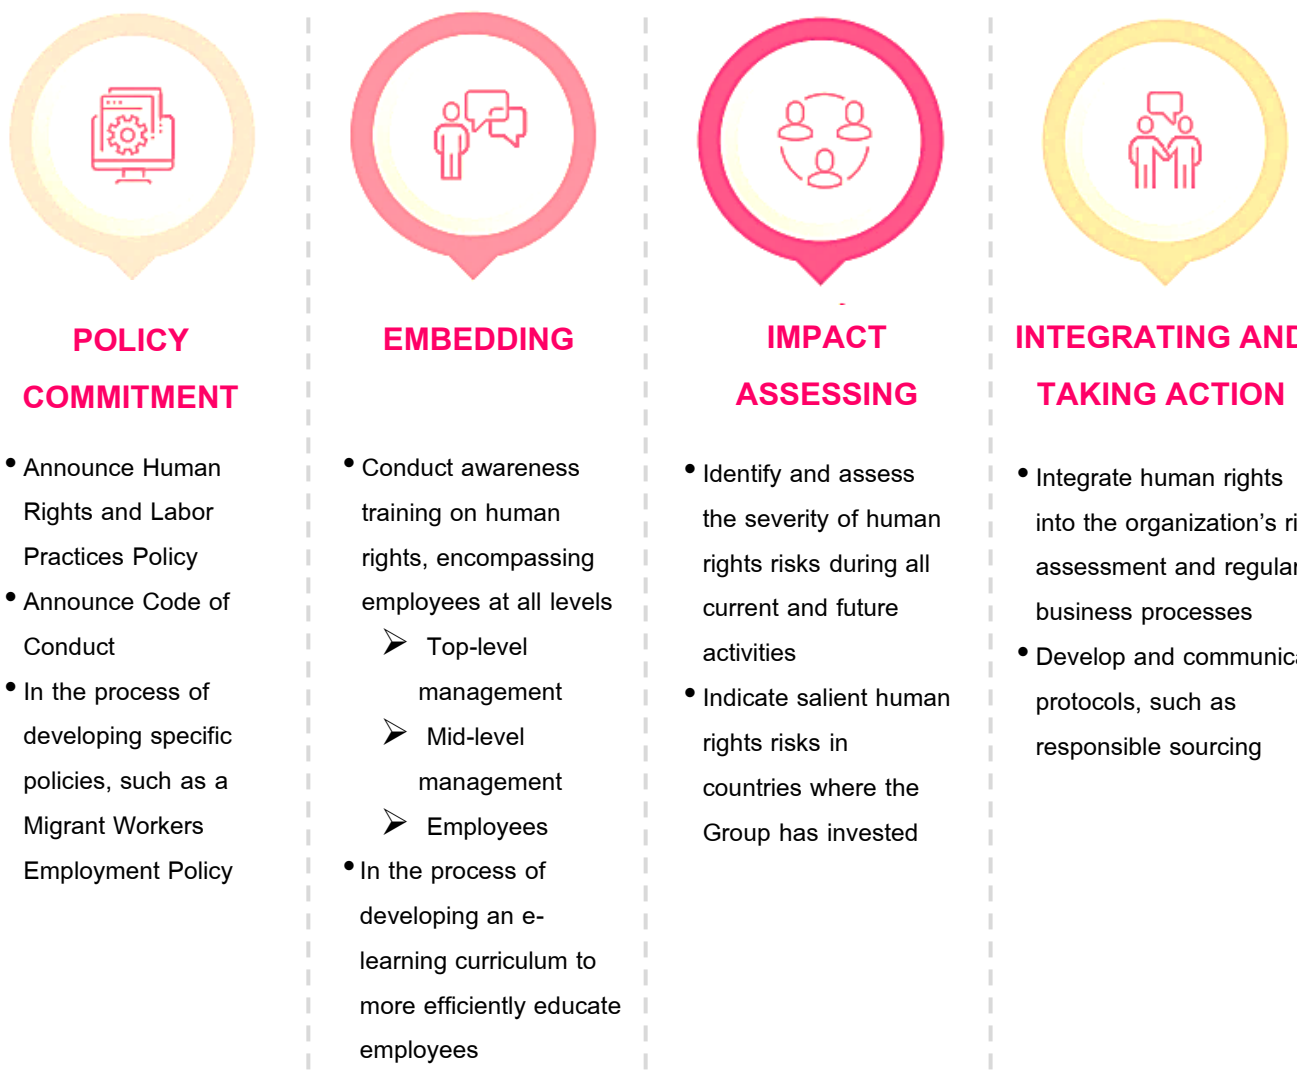 POLICY
COMMITMENT
• Announce Human
Rights and Labor
Practices Policy
• Announce Code of
Conduct
• In the process of
developing specific
policies, such as a
Migrant Workers
Employment Policy
EMBEDDING
• Conduct awareness
training on human
rights, encompassing
employees at all levels
➢ Top-level
management
➢ Mid-level
management
➢ Employees
• In the process of
developing an e-
learning curriculum to
more efficiently educate
employees
IMPACT
ASSESSING
• Identify and assess
the severity of human
rights risks during all
current and future
activities
• Indicate salient human
rights risks in
countries where the
Group has invested
INTEGRATING AND
TAKING ACTION
• Integrate human rights
into the organization’s
assessment and regular
business processes
• Develop and
protocols, such as
responsible sourcing